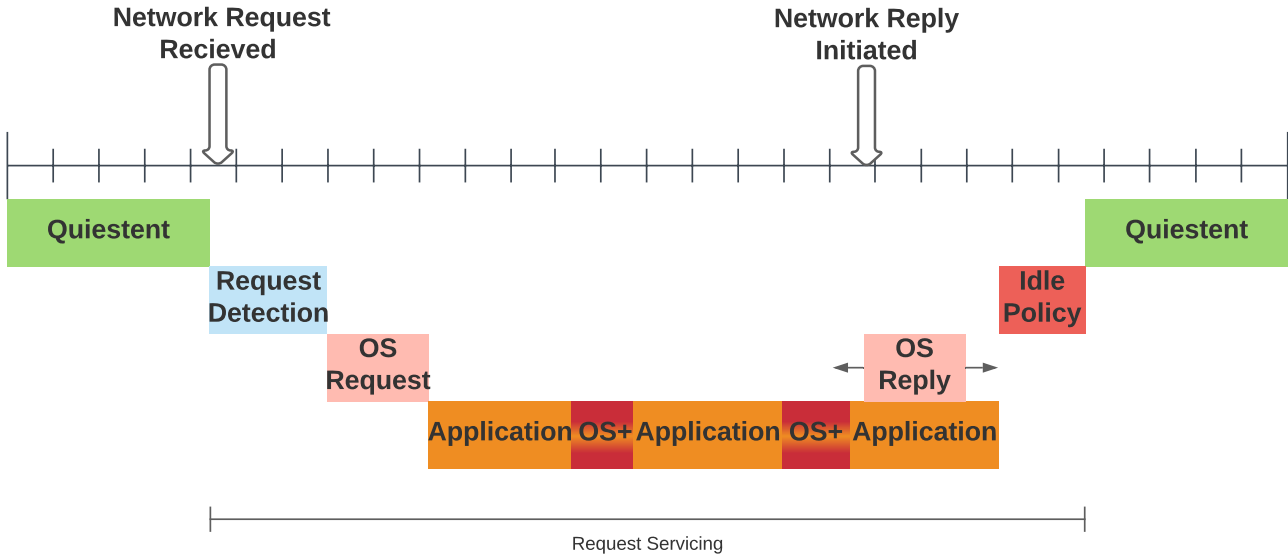 Network Request
Recieved
Network Reply
Initiated
Quiestent
Quiestent
Request
Detection
Idle
Policy
OS
Request
OS
Reply
Application OS+ Application OS+ Application
Request Servicing